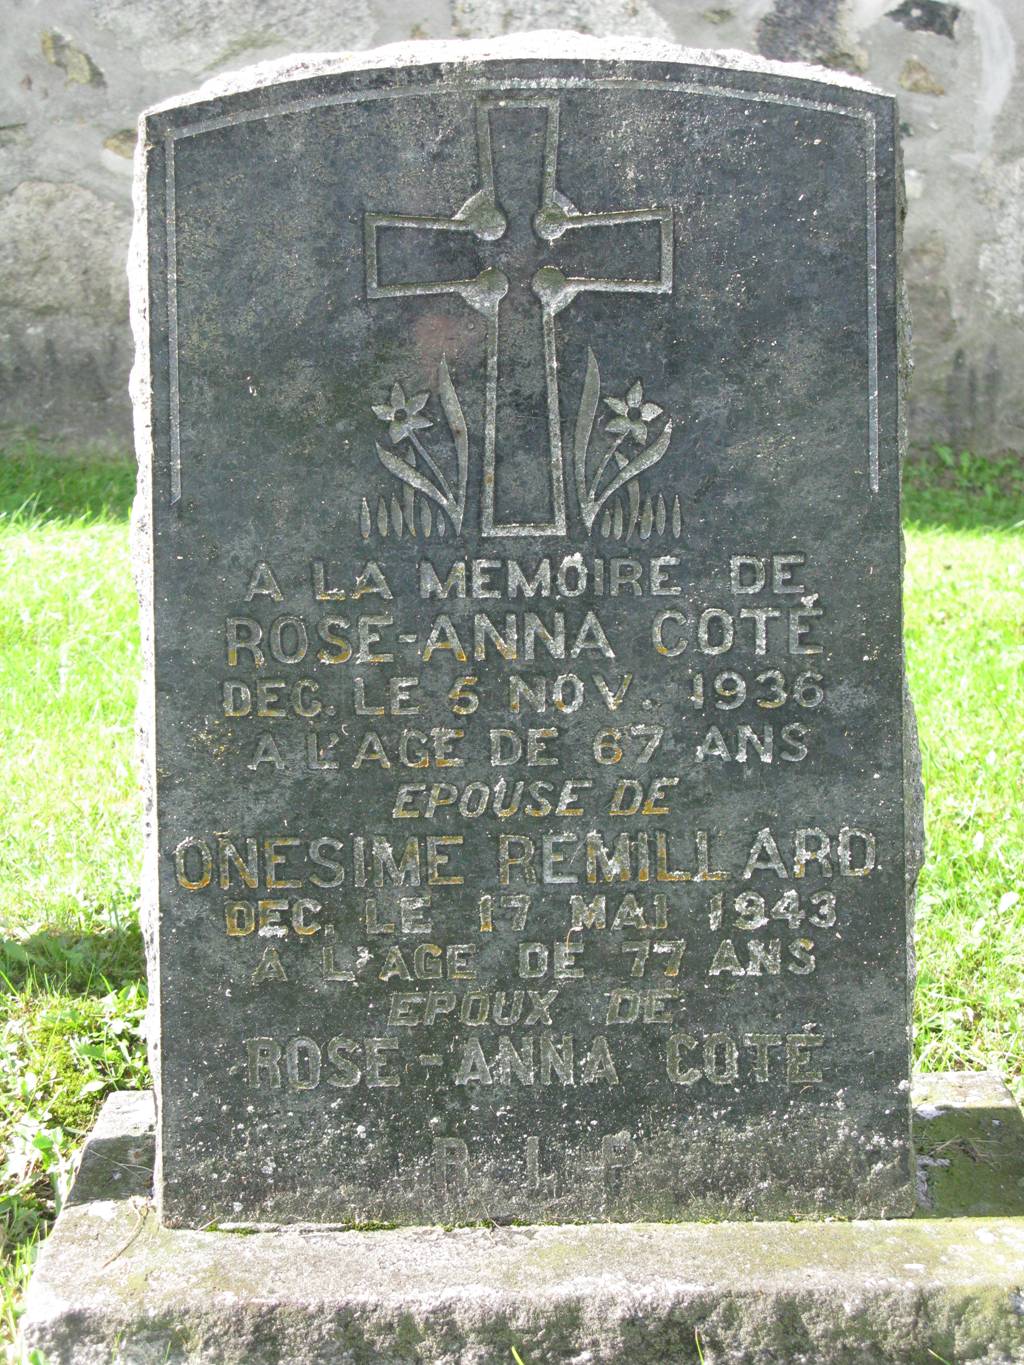 A LA MEMOIRE DE
ROSE-ANNA COTÉ
DEC. LE 5 NOV. 1936
A L'AGE DE 67 ANS
EPOUSE DE
ONESIME REMILLARD
DEC. LE 17 MAI 1943
A L'AGE DE 77 ANS
EPOUX DE
ROSE-ANNA COTÉ
R I P